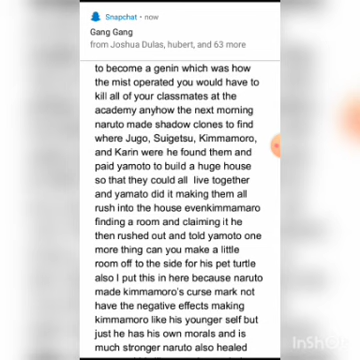 Snapchat • now
Gang Gang
from Joshua Dulas, hubert, and 63 more
to become a genin which was how
the mist operated you would have to
kill all of your classmates at the
academy anyhow the next morning
naruto made shadow clones to find
where Jugo, Suigetsu, Kimmamoro,
and Karin were he found them and
paid yamoto to build a huge house
so that they could all live together
and yamato did it making them all
rush into the house evenkimmamaro
finding a room and claiming it he
then rushed out and told yamoto one
more thing can you make a little
room off to the side for his pet turtle
also I put this in here because naruto
made kimmamoro's curse mark not
have the negative effects making
kimmamoro like his younger self but
just he has his own morals and is
much stronger naruto also healed